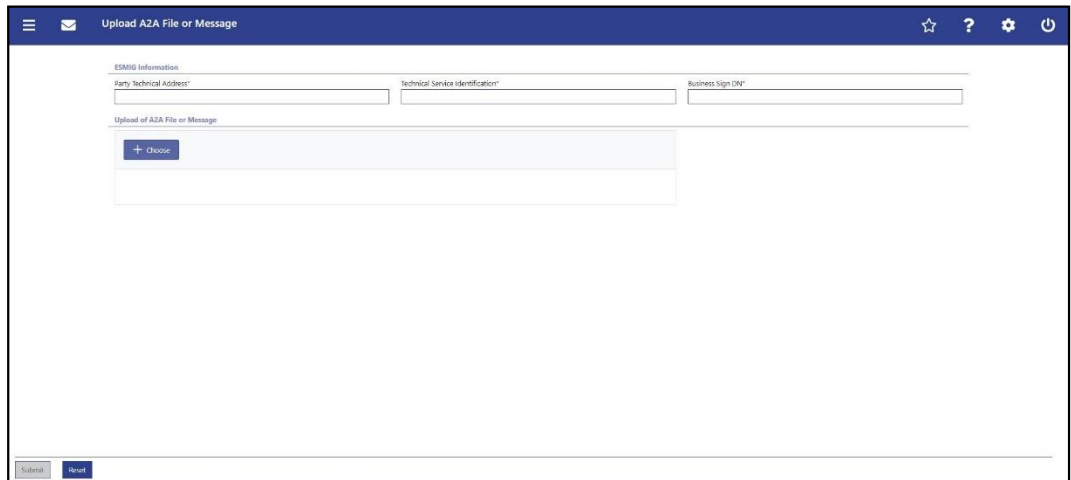 Upload A2A File or Message
ESMIG Information
Party Technical Address* Technical Service Identification* Business Sign DN*
Upload of A2A File or Message
+ Choose
Submit Reset